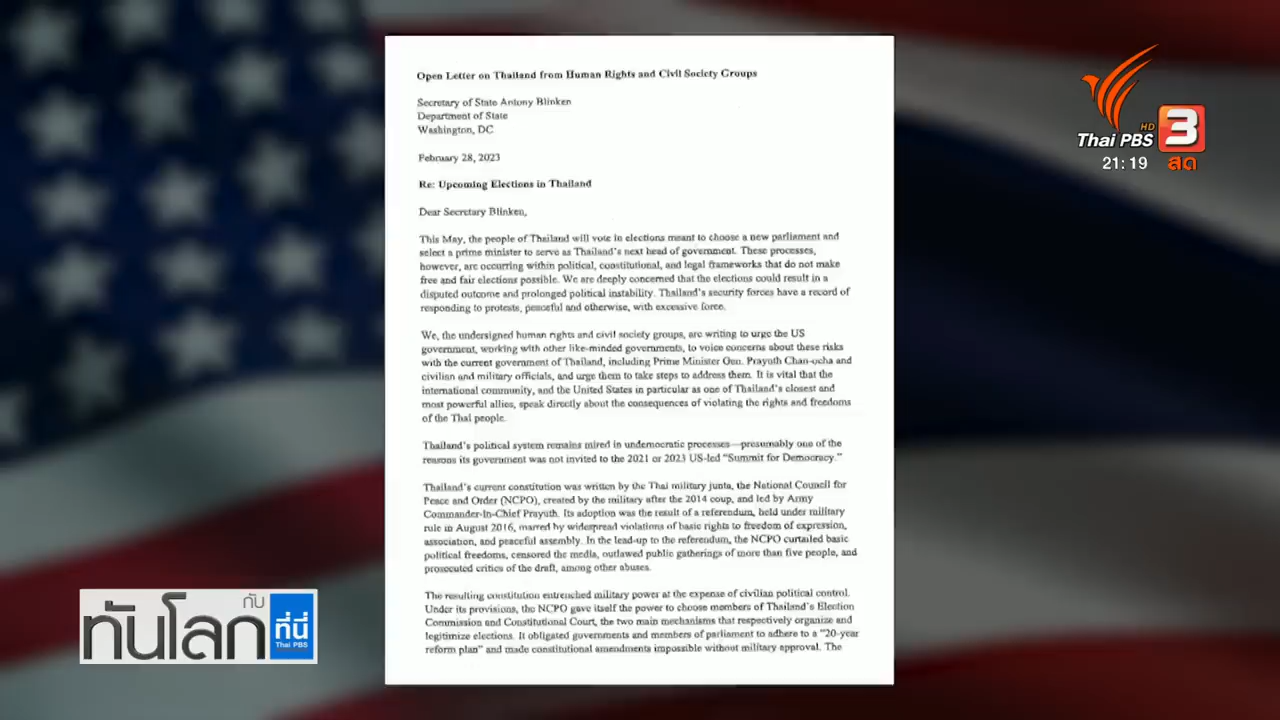 Open Letter on Thailand from Human Rights and Civil Society Groups
Secretary of State Antony Blinken
Department of State
Washington, DC
February 28, 2023
Re: Upcoming Elections in Thailand
Dear Secretary Blinken,
This May, the people of Thailand will vote in elections meant to choose a new parliament and
select a prime minister to serve as Thailand's next head of government. These processes,
however, are occurring within political, constitutional, and legal frameworks that do not make
free and fair elections possible. We are deeply concerned that the elections could result in a
disputed outcome and prolonged political instability. Thailand's security forces have a record of
responding to protests, peaceful and otherwise, with excessive force.
We, the undersigned human rights and civil society groups, are writing to urge the US
government, working with other like-minded governments, to voice concerns about these risks
with the current government of Thailand, including Prime Minister Gen. Prayuth Chan-ocha and
civilian and military officials, and urge them to take steps to address them. It is vital that the
international community, and the United States in particular as one of Thailand's closest and
most powerful allies, speak directly about the consequences of violating the rights and freedoms
of the Thai people.
Thailand's political system remains mired in undemocratic processes—presumably one of the
reasons its government was not invited to the 2021 or 2023 US-led "Summit for Democracy."
Thailand's current constitution was written by the Thai military junta, the National Council for
Peace and Order (NCPO), created by the military after the 2014 coup, and led by Army
Commander-In-Chief Prayuth. Its adoption was the result of a referendum, held under military
rule in August 2016, marred by widespread violations of basic rights to freedom of expression,
association, and peaceful assembly. In the lead-up to the referendum, the NCPO curtailed basic
political freedoms, censored the media, outlawed public gatherings of more than five people, and
prosecuted critics of the draft, among other abuses.
The resulting constitution entrenched military power at the expense of civilian political control.
Under its provisions, the NCPO gave itself the power to choose members of Thailand's Election
Commission and Constitutional Court, the two main mechanisms that respectively organize and
legitimize elections. It obligated governments and members of parliament to adhere to a "20-year
reform plan" and made constitutional amendments impossible without military approval. The
HD
Thai PBS 3
21:19 สด
ทันโลก กับ ที่นี่
Thai PBS